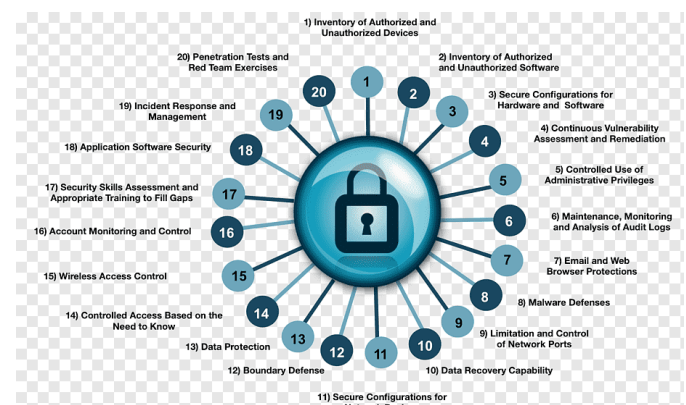 1) Inventory of Authorized and
Unauthorized Devices
2) Inventory of Authorized
and Unauthorized Software
3) Secure Configurations for
Hardware and Software
4) Continuous Vulnerability
Assessment and Remediation
5) Controlled Use of
Administrative Privileges
6) Maintenance, Monitoring
and Analysis of Audit Logs
7) Email and Web
Browser Protections
8) Malware Defenses
9) Limitation and Control
of Network Ports
10) Data Recovery Capability
11) Secure Configurations for
12) Boundary Defense
13) Data Protection
14) Controlled Access Based on the
Need to Know
15) Wireless Access Control
16) Account Monitoring and Control
17) Security Skills Assessment and
Appropriate Training to Fill Gaps
18) Application Software Security
19) Incident Response and
Management
20) Penetration Tests and
Red Team Exercises
1
2
3
4
5
6
7
8
9
10
11
12
13
14
15
16
17
18
19
20